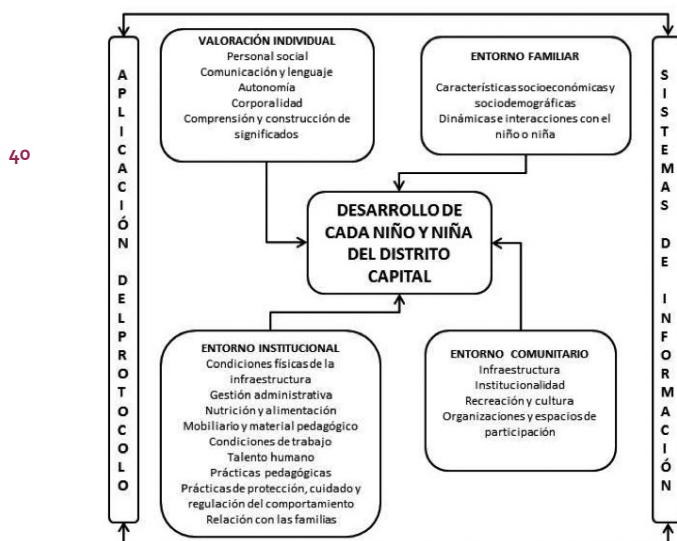 40
APLICACIÓN DEL PROTOCOLO
VALORACIÓN INDIVIDUAL
Personal social
Comunicación y lenguaje
Autonomía
Corporalidad
Comprensión y construcción de
significados
ENTORNO FAMILIAR
Características socioeconómicas y
sociodemográficas
Dinámicas e interacciones con el
niño o niña
DESARROLLO DE
CADA NIÑO Y NIÑA
DEL DISTRITO
CAPITAL
ENTORNO INSTITUCIONAL
Condiciones físicas de la
infraestructura
Gestión administrativa
Nutrición y alimentación
Mobiliario y material pedagógico
Condiciones de trabajo
Talento humano
Prácticas pedagógicas
Prácticas de protección, cuidado y
regulación del comportamiento
Relación con las familias
ENTORNO COMUNITARIO
Infraestructura
Institucionalidad
Recreación y cultura
Organizaciones y espacios de
participación
SISTEMAS DE INFORMACIÓN